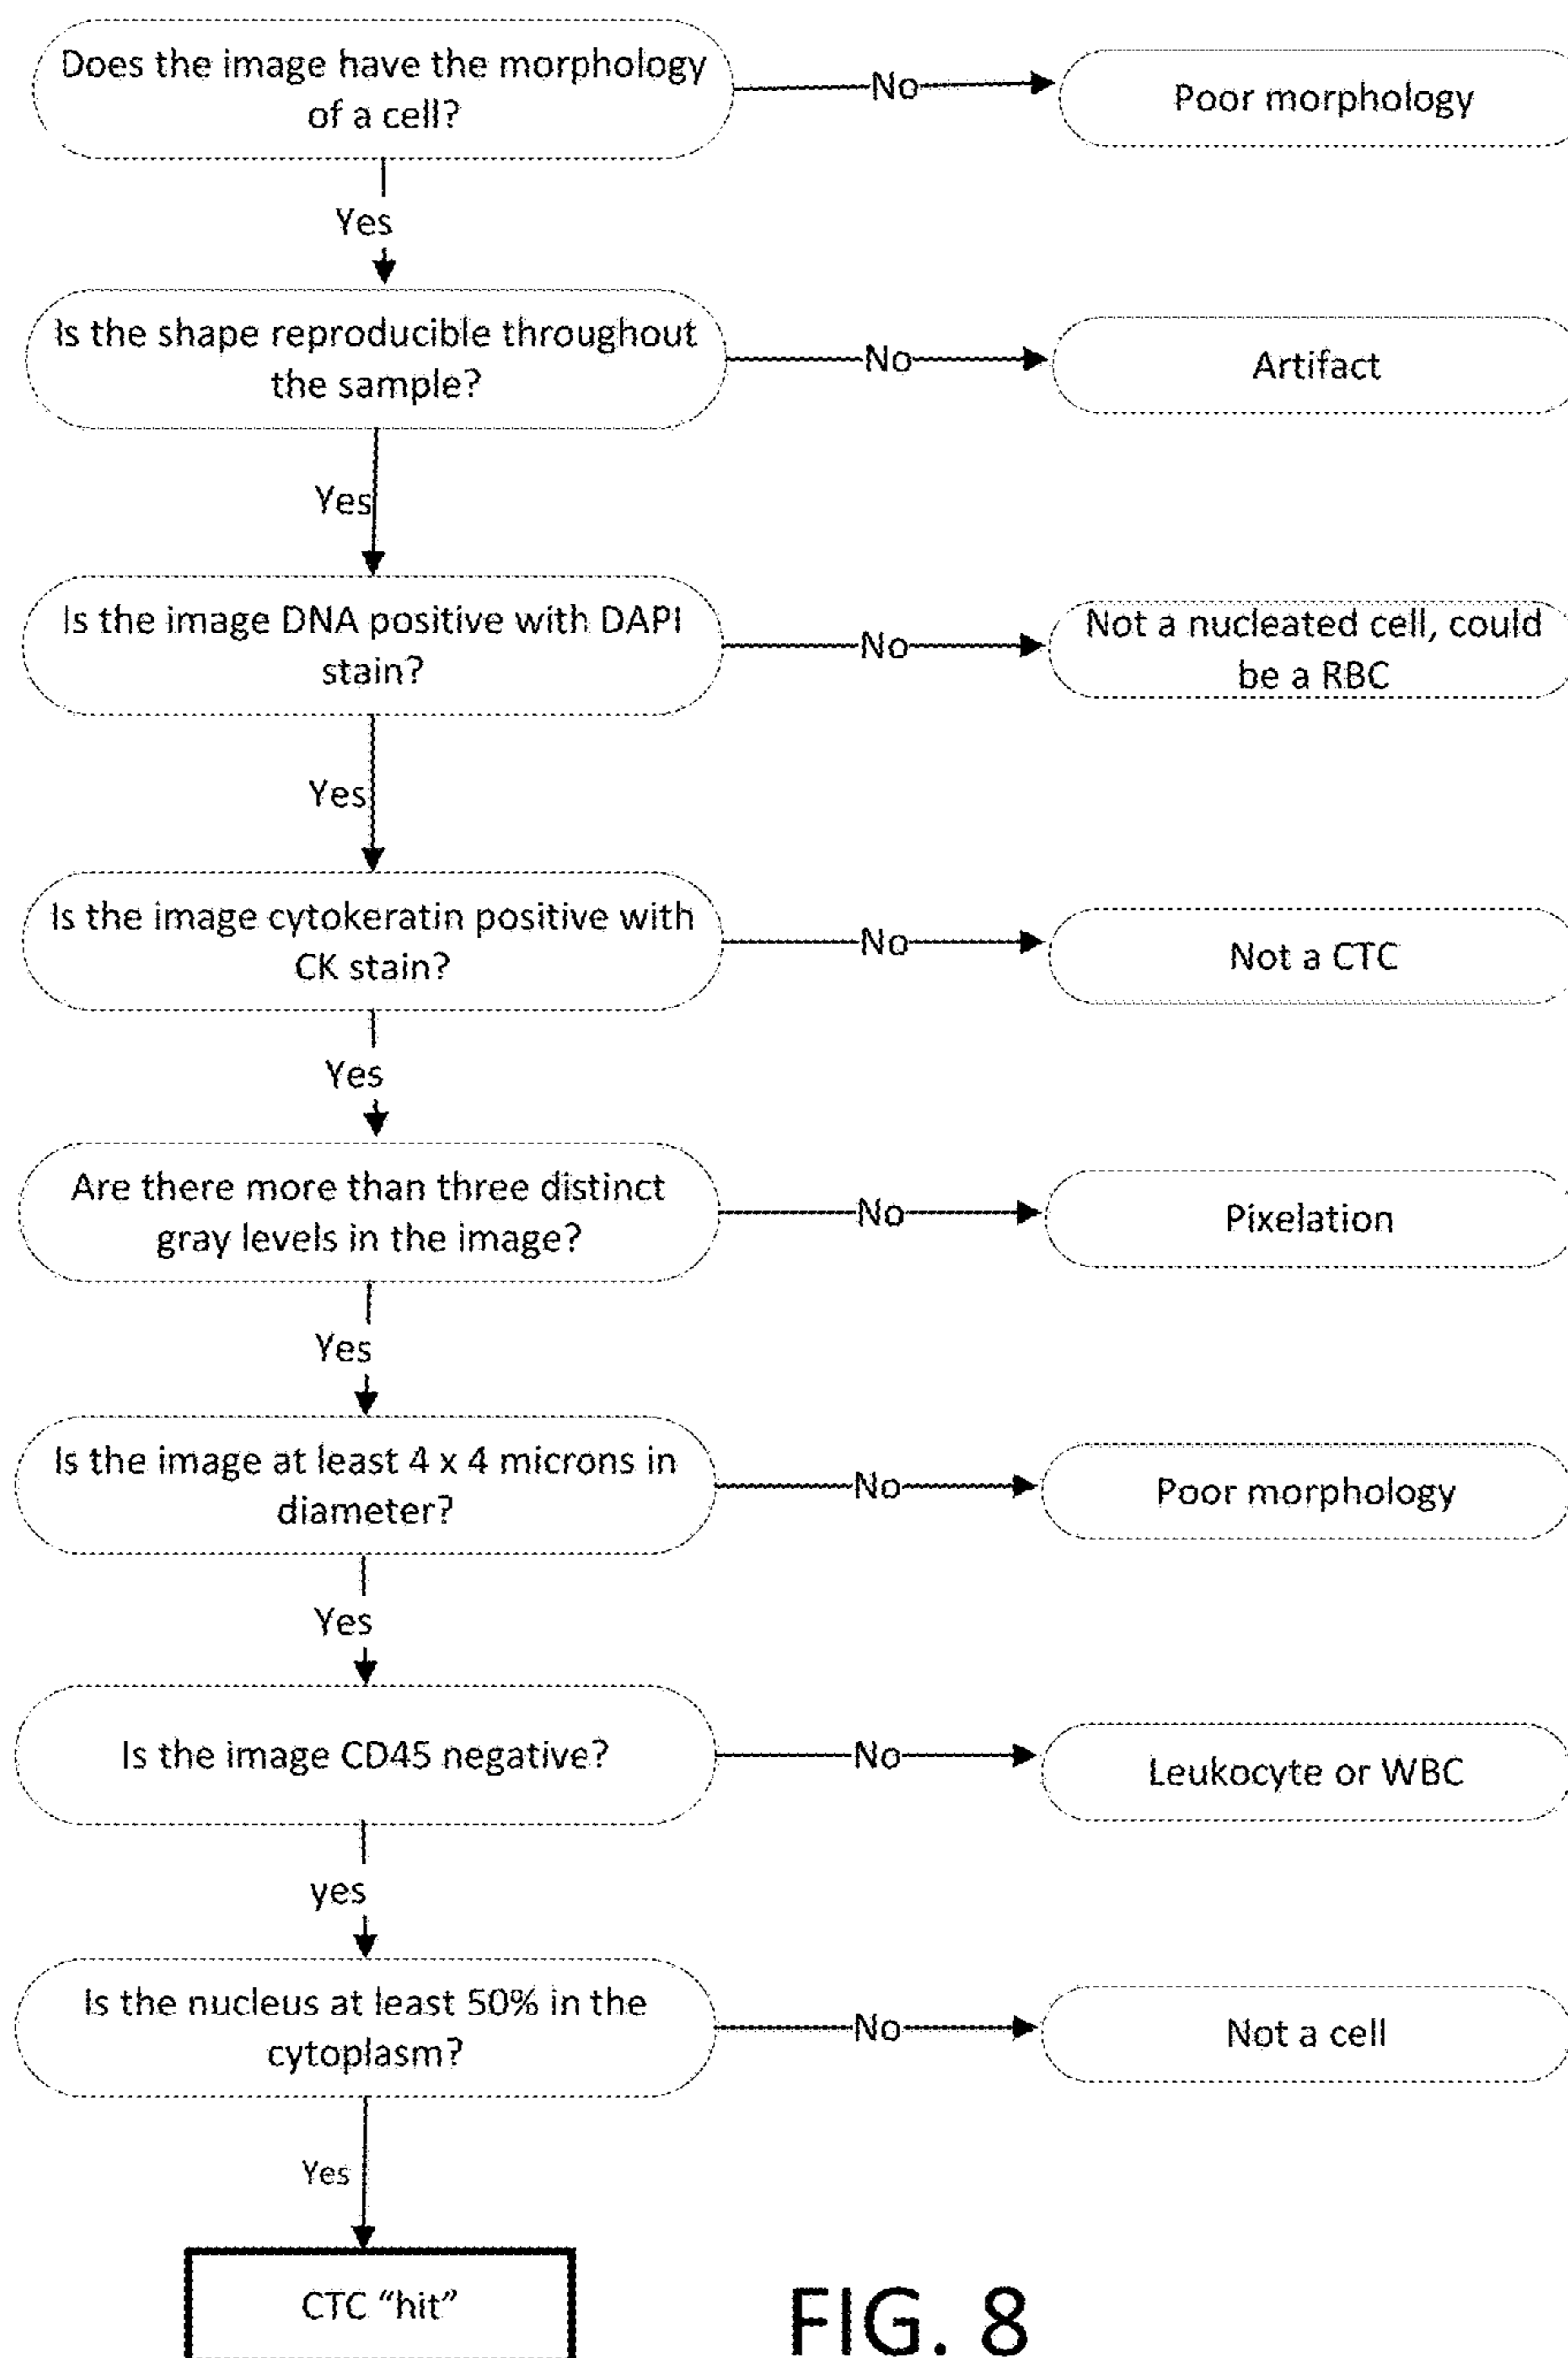 Does the image have the morphology
of a cell?
No
Poor morphology
Yes
Is the shape reproducible throughout
the sample?
No
Artifact
Yes
Is the image DNA positive with DAPI
stain?
No
Not a nucleated cell, could
be a RBC
Yes
Is the image cytokeratin positive with
CK stain?
No
Not a CTC
Yes
Are there more than three distinct
gray levels in the image?
No
Pixelation
Yes
Is the image at least 4 x 4 microns in
diameter?
No
Poor morphology
Yes
Is the image CD45 negative?
No
Leukocyte or WBC
yes
Is the nucleus at least 50% in the
cytoplasm?
No
Not a cell
Yes
CTC “hit”
FIG. 8